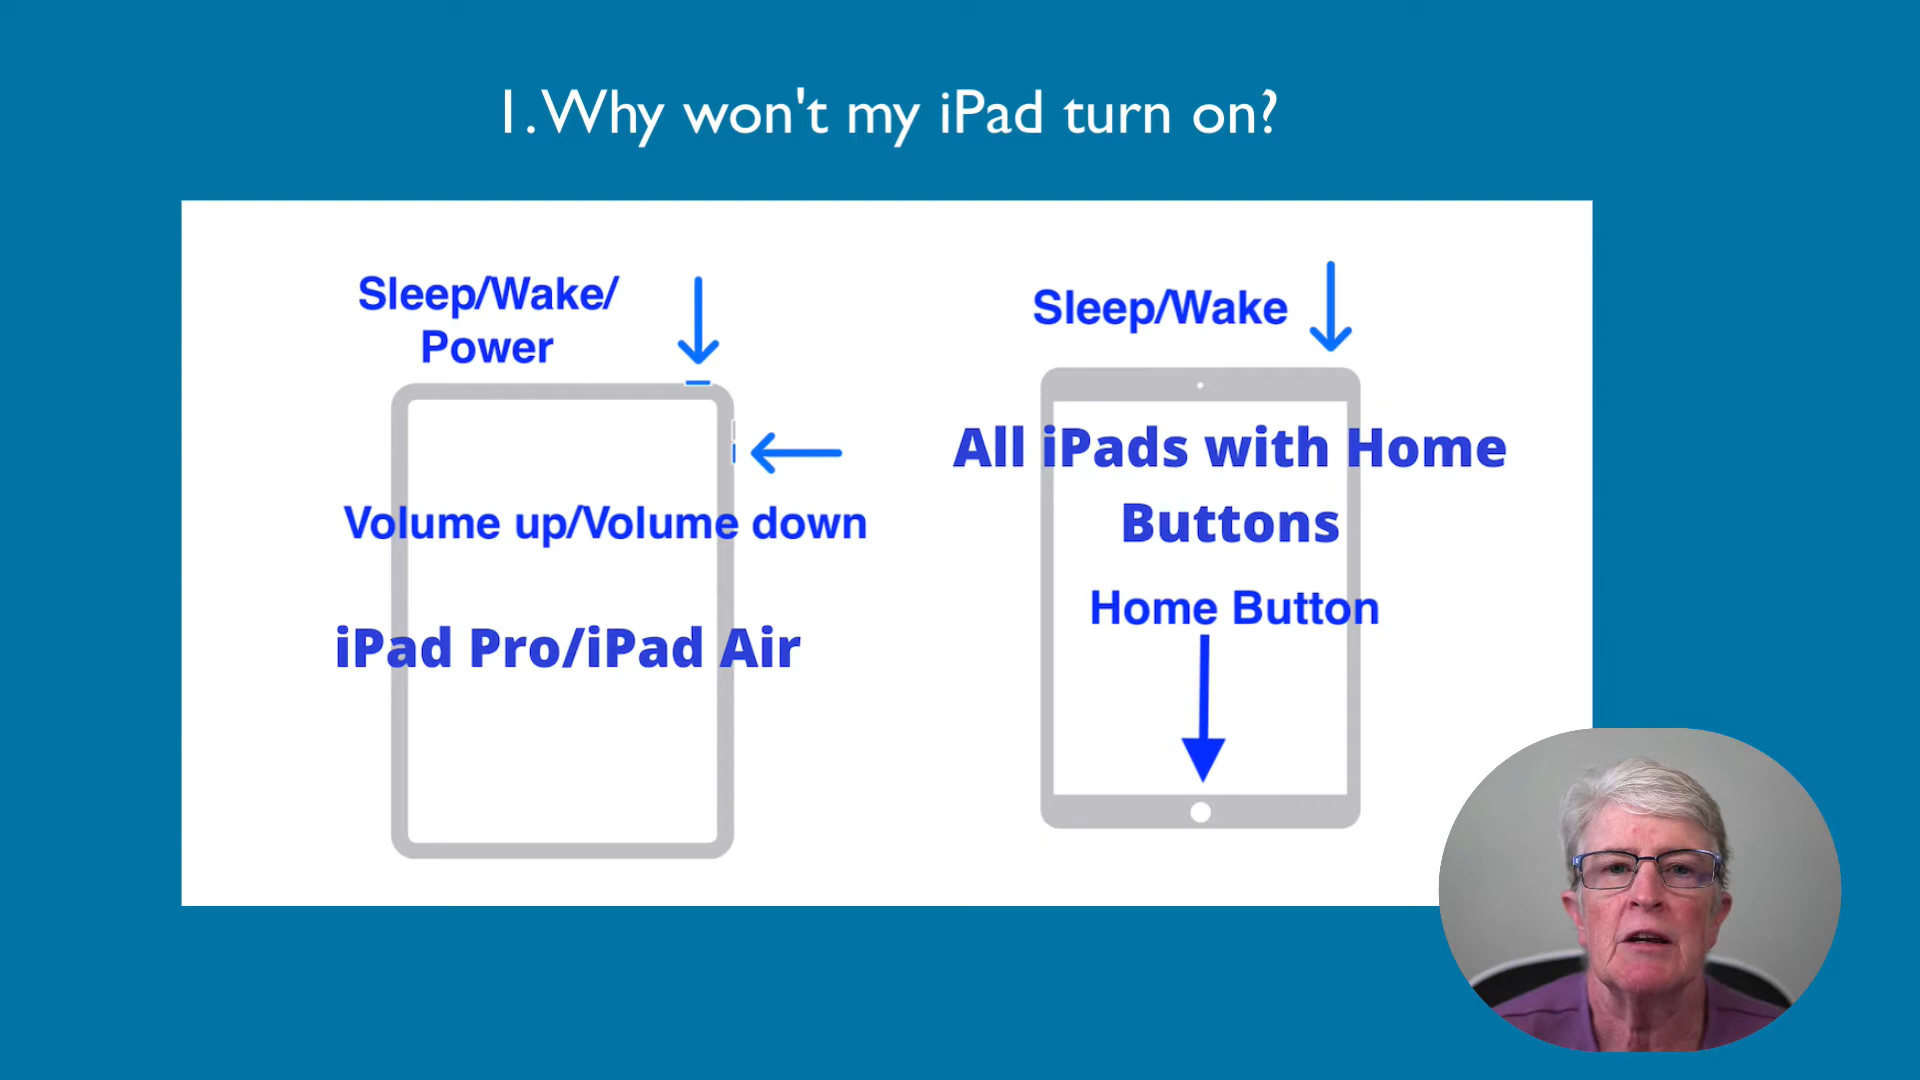 1. Why won't my iPad turn on?
Sleep/Wake/
Power
Volume up/Volume down
iPad Pro/iPad Air
Sleep/Wake
All iPads with Home
Buttons
Home Button